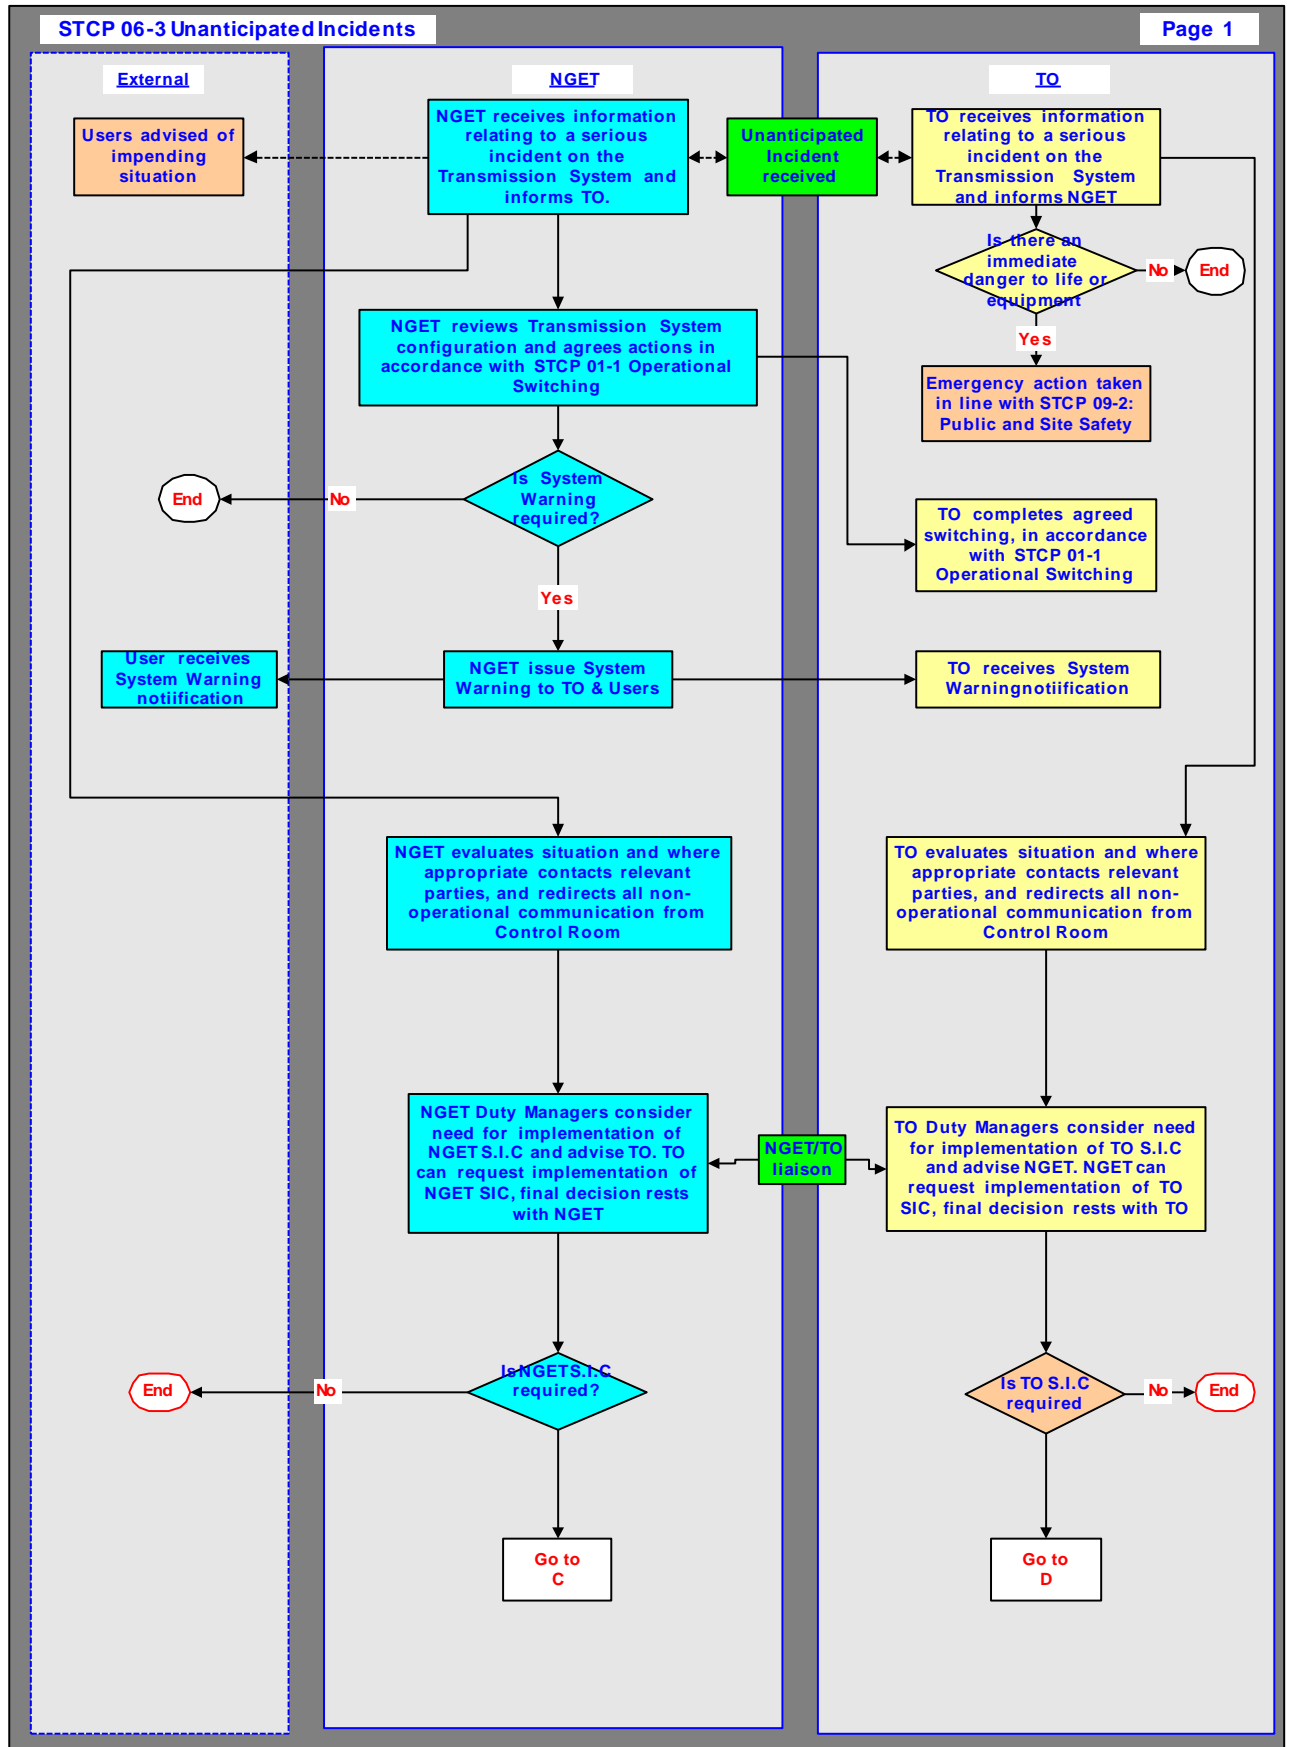 STCP 06-3 Unanticipated Incidents
Page 1
External
NGET
TO
Users advised of
impending
situation
NGET receives information
relating to a serious
incident on the
Transmission System and
informs TO.
Unanticipated
Incident
received
TO receives information
relating to a serious
incident on the
Transmission System
and informs NGET
Is there an
immediate
danger to life or
equipment
No
End
Yes
Emergency action taken
in line with STCP 09-2:
Public and Site Safety
NGET reviews Transmission System
configuration and agrees actions in
accordance with STCP 01-1 Operational
Switching
Is System
Warning
required?
No
End
Yes
TO completes agreed
switching, in accordance
with STCP 01-1
Operational Switching
User receives
System Warning
notiification
NGET issue System
Warning to TO & Users
TO receives System
Warningnotiification
NGET evaluates situation and where
appropriate contacts relevant
parties, and redirects all non-
operational communication from
Control Room
TO evaluates situation and where
appropriate contacts relevant
parties, and redirects all non-
operational communication from
Control Room
NGET Duty Managers consider
need for implementation of
NGET S.I.C and advise TO. TO
can request implementation of
NGET SIC, final decision rests
with NGET
NGET/TO
liaison
TO Duty Managers consider need
for implementation of TO S.I.C
and advise NGET. NGET can
request implementation of TO
SIC, final decision rests with TO
Is NGET S.I.C
required?
No
End
Is TO S.I.C
required
No
End
Go to
C
Go to
D